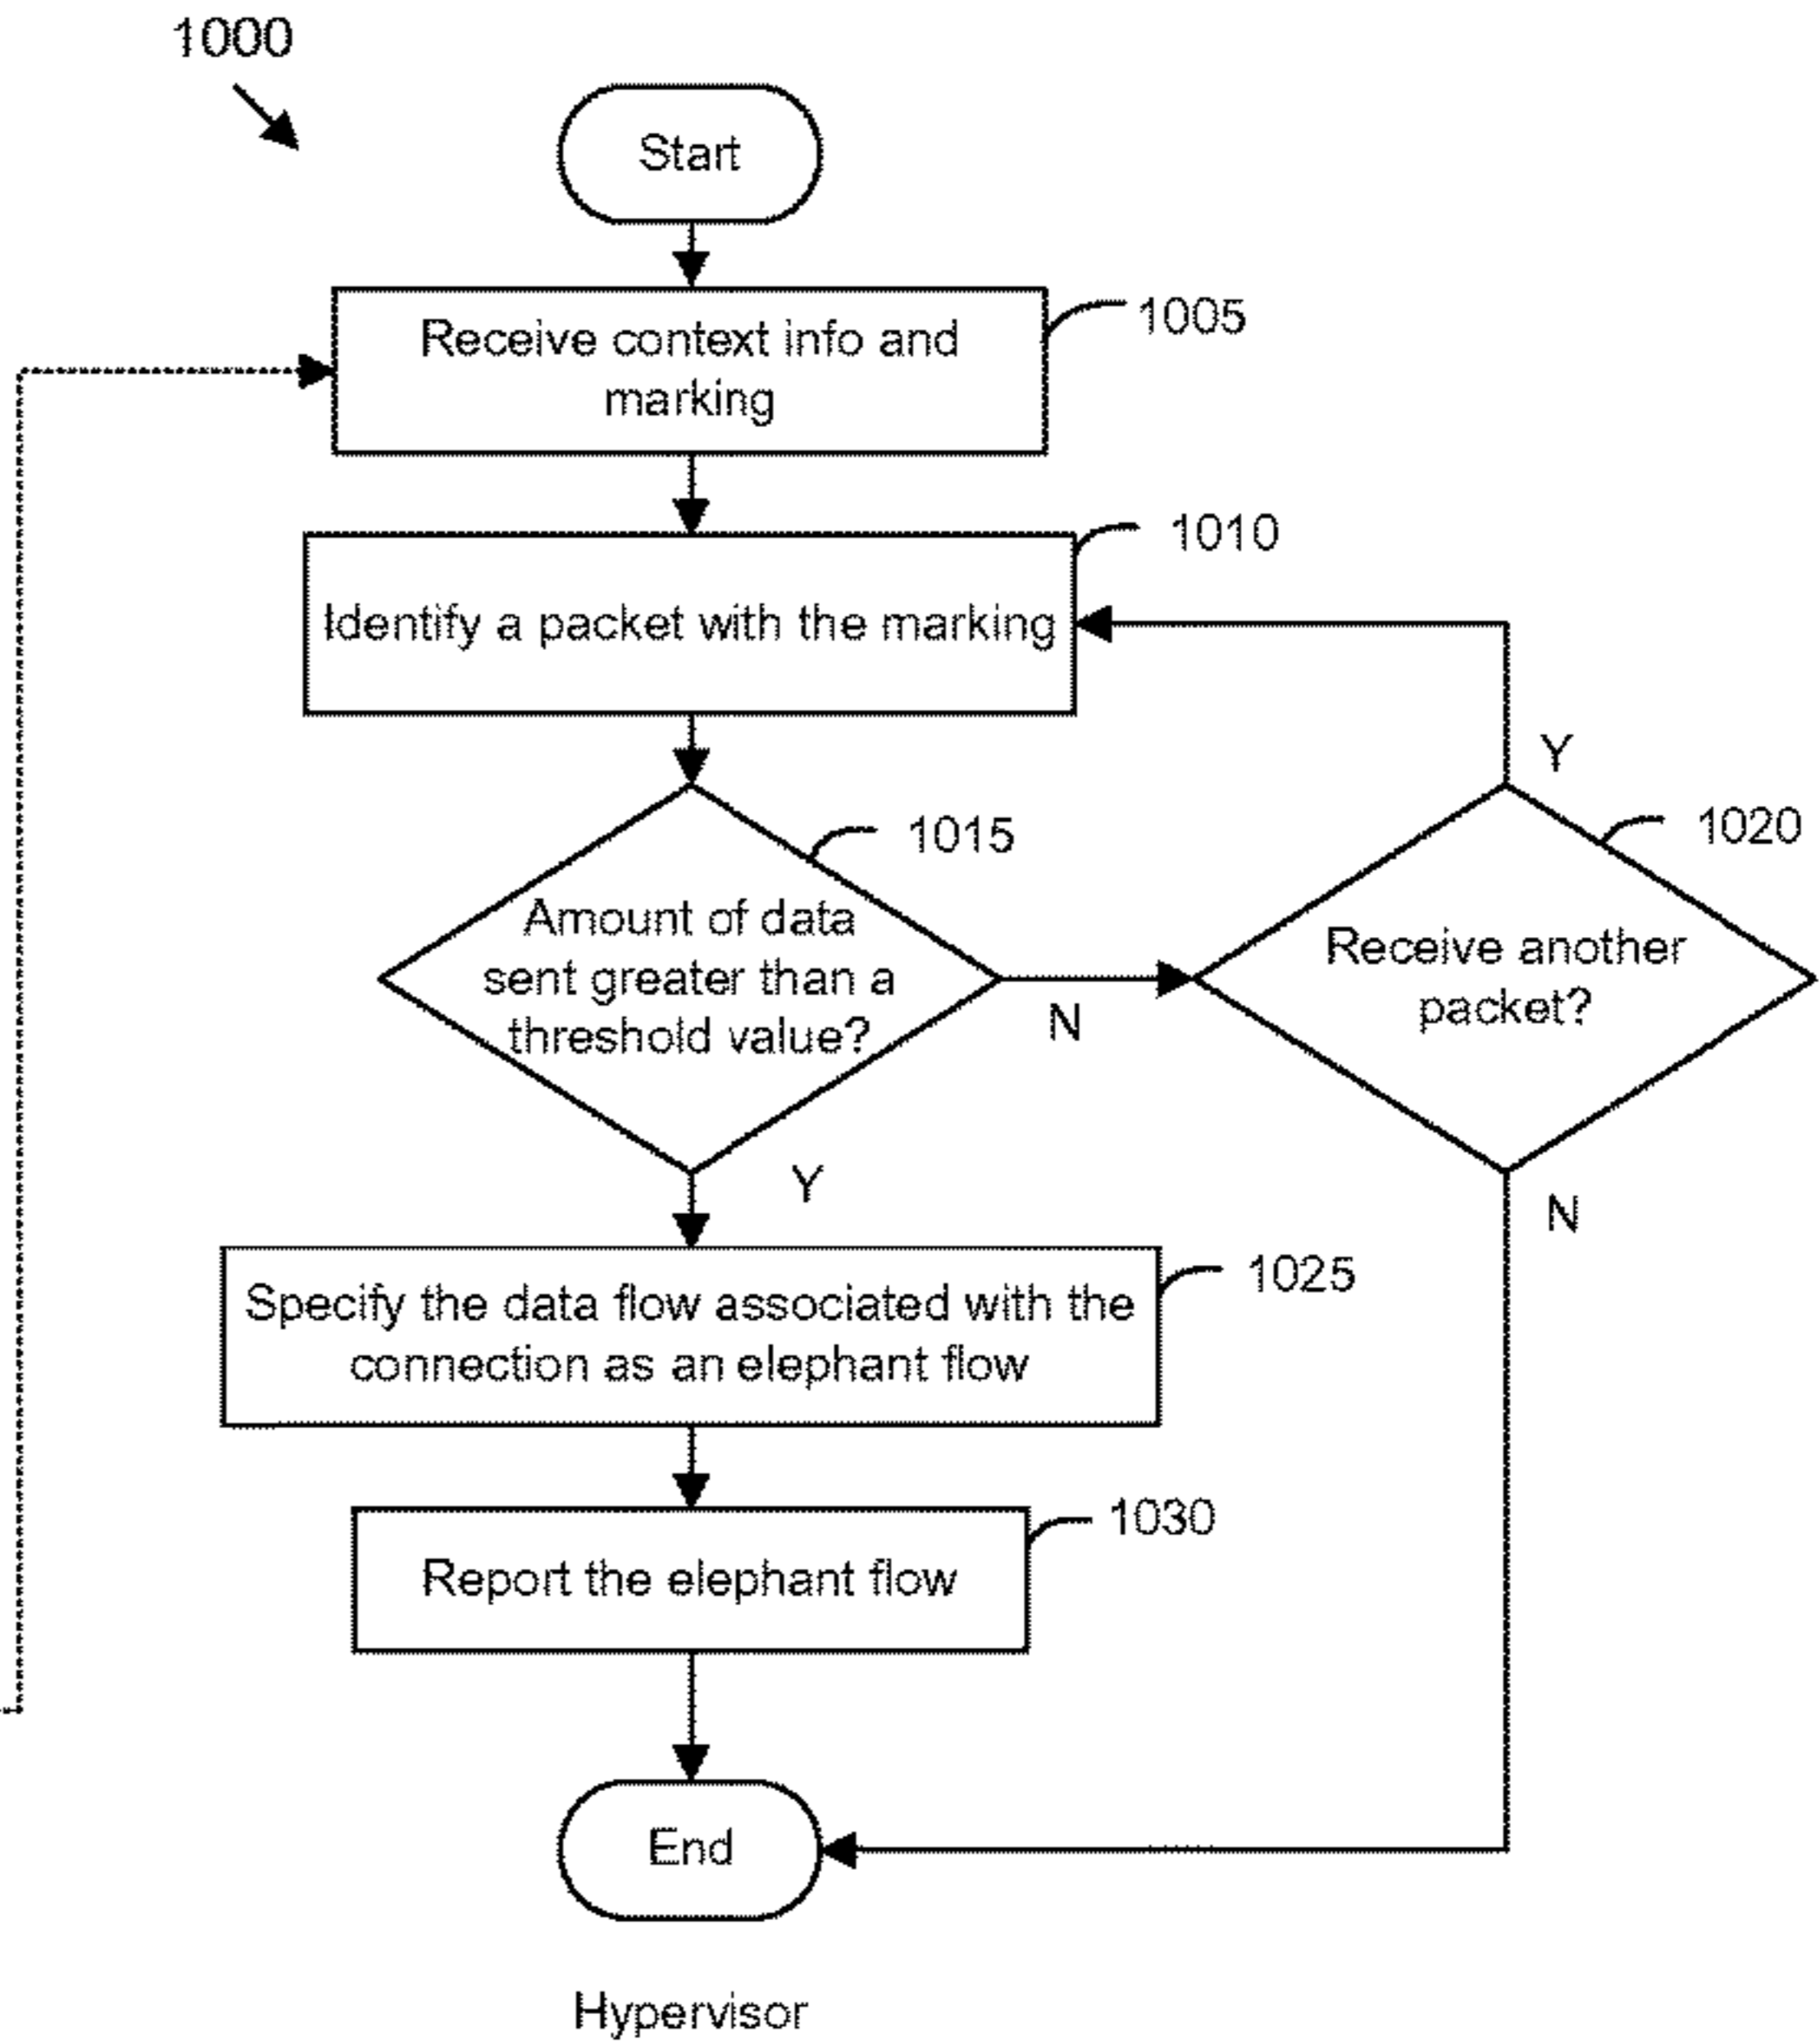 1000
Start
Receive context info and
marking
1005
Identify a packet with the marking
1010
Amount of data
sent greater than a
threshold value?
1015
N
Y
Receive another
packet?
1020
Y
N
Specify the data flow associated with the
connection as an elephant flow
1025
Report the elephant flow
1030
End
Hypervisor